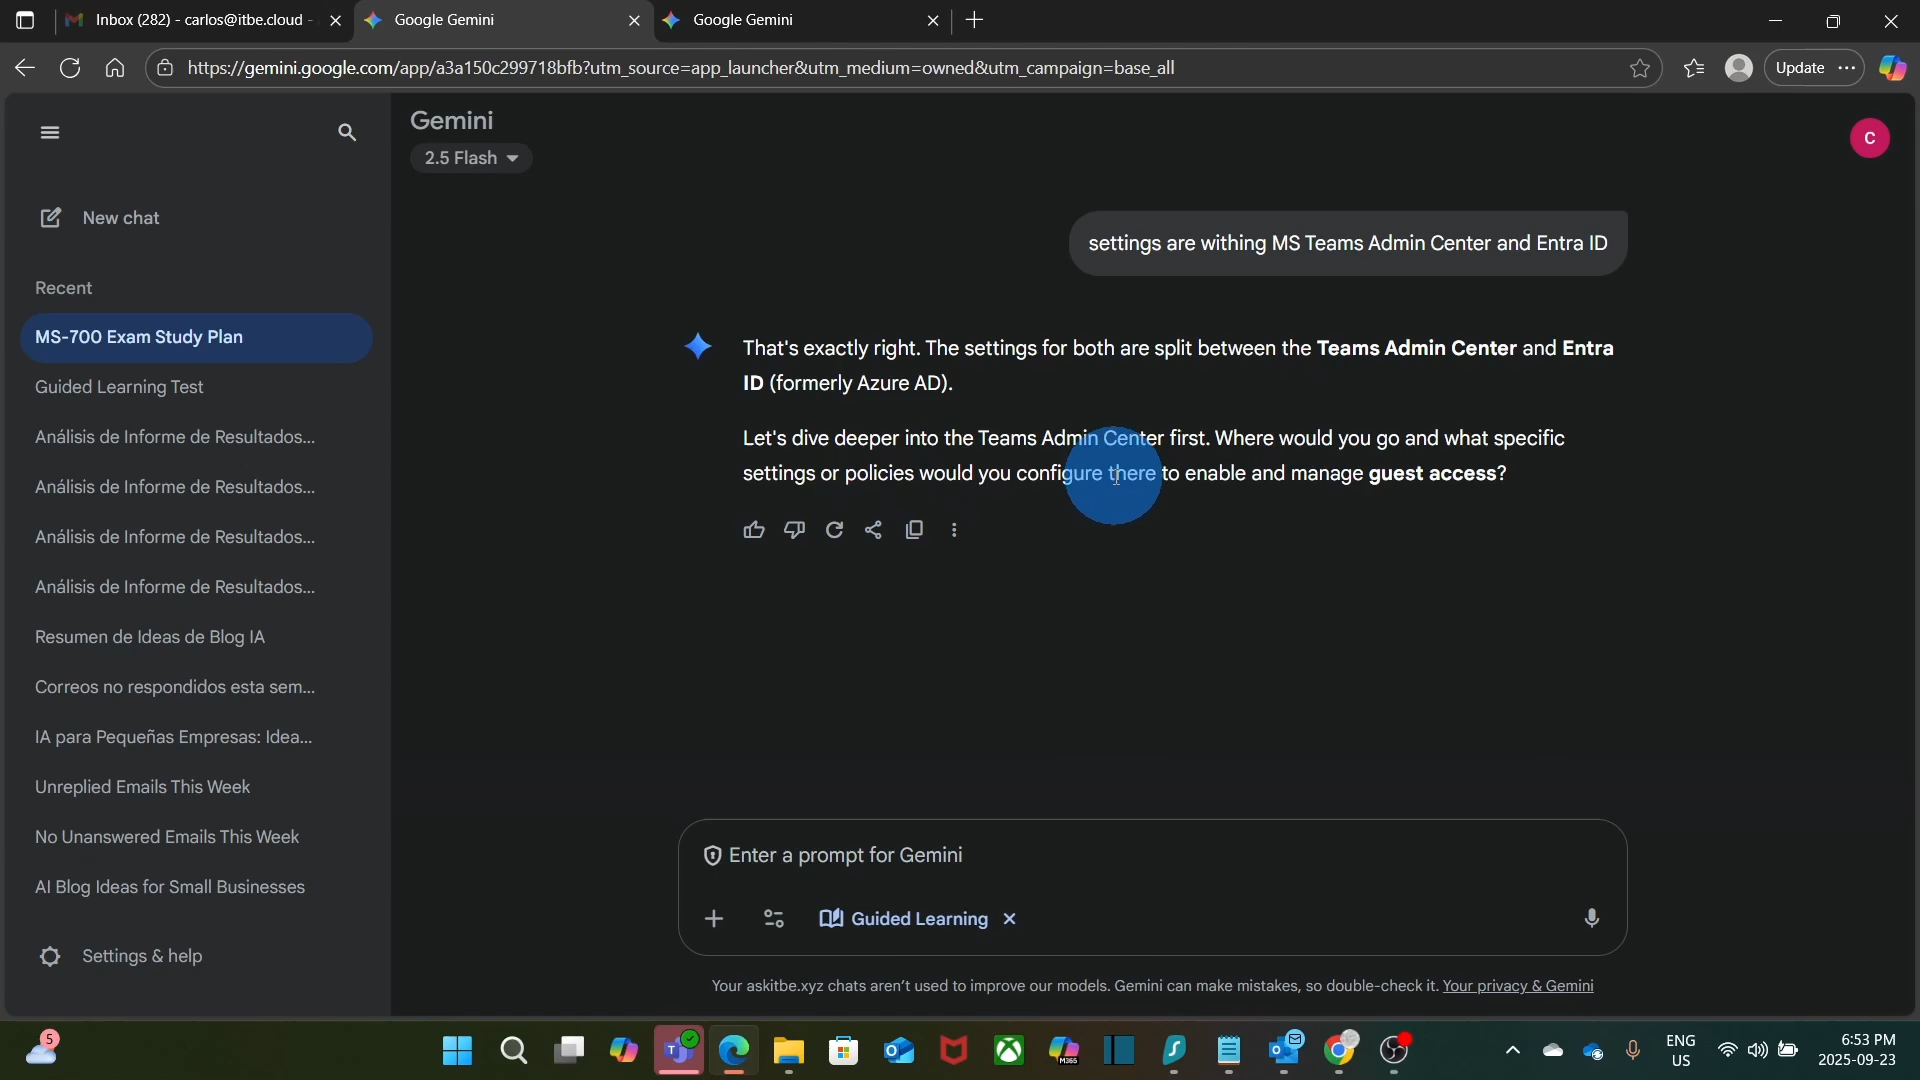 Inbox (282) - carlos@itbe.cloud -
Google Gemini
Google Gemini
https://gemini.google.com/app/a3a150c299718bfb?utm_source=app_launcher&utm_medium=owned&utm_campaign=base_all
Update
Gemini
2.5 Flash
C
New chat
Recent
MS-700 Exam Study Plan
Guided Learning Test
Análisis de Informe de Resultados...
Análisis de Informe de Resultados...
Análisis de Informe de Resultados...
Análisis de Informe de Resultados...
Resumen de Ideas de Blog IA
Correos no respondidos esta sem...
IA para Pequeñas Empresas: Idea...
Unreplied Emails This Week
No Unanswered Emails This Week
AI Blog Ideas for Small Businesses
Settings & help
settings are withing MS Teams Admin Center and Entra ID
That's exactly right. The settings for both are split between the Teams Admin Center and Entra
ID (formerly Azure AD).
Let's dive deeper into the Teams Admin Center first. Where would you go and what specific
settings or policies would you configure there to enable and manage guest access?
Enter a prompt for Gemini
Guided Learning
Your askitbe.xyz chats aren't used to improve our models. Gemini can make mistakes, so double-check it. Your privacy & Gemini
5
M365
ENG
US
6:53 PM
2025-09-23